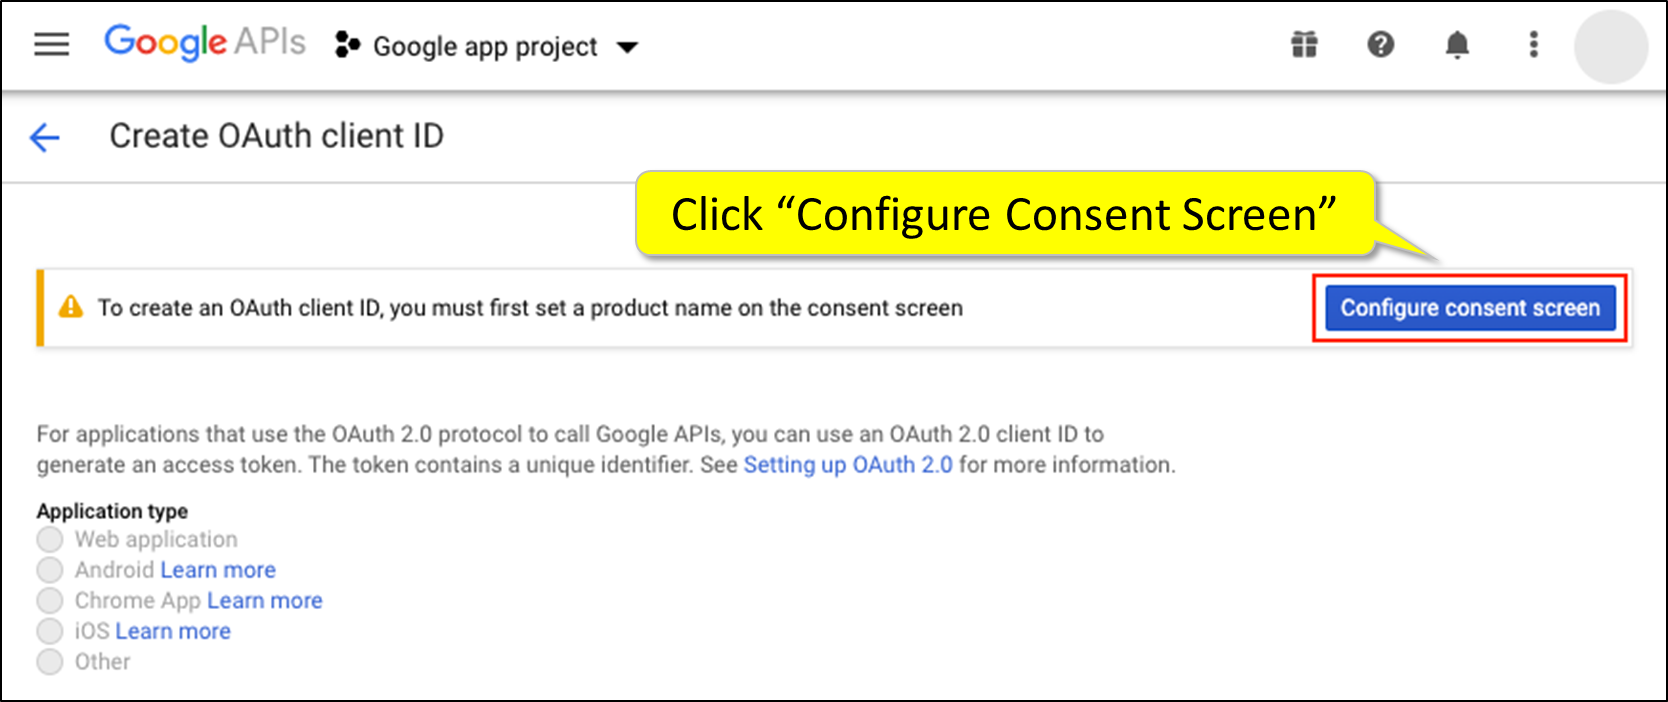 Google APIs Google app project
Create OAuth client ID
Click “Configure Consent Screen”
To create an OAuth client ID, you must first set a product name on the consent screen
Configure consent screen
For applications that use the OAuth 2.0 protocol to call Google APIs, you can use an OAuth 2.0 client ID to
generate an access token. The token contains a unique identifier. See Setting up OAuth 2.0 for more information.
Application type
Web application
Android Learn more
Chrome App Learn more
iOS Learn more
Other